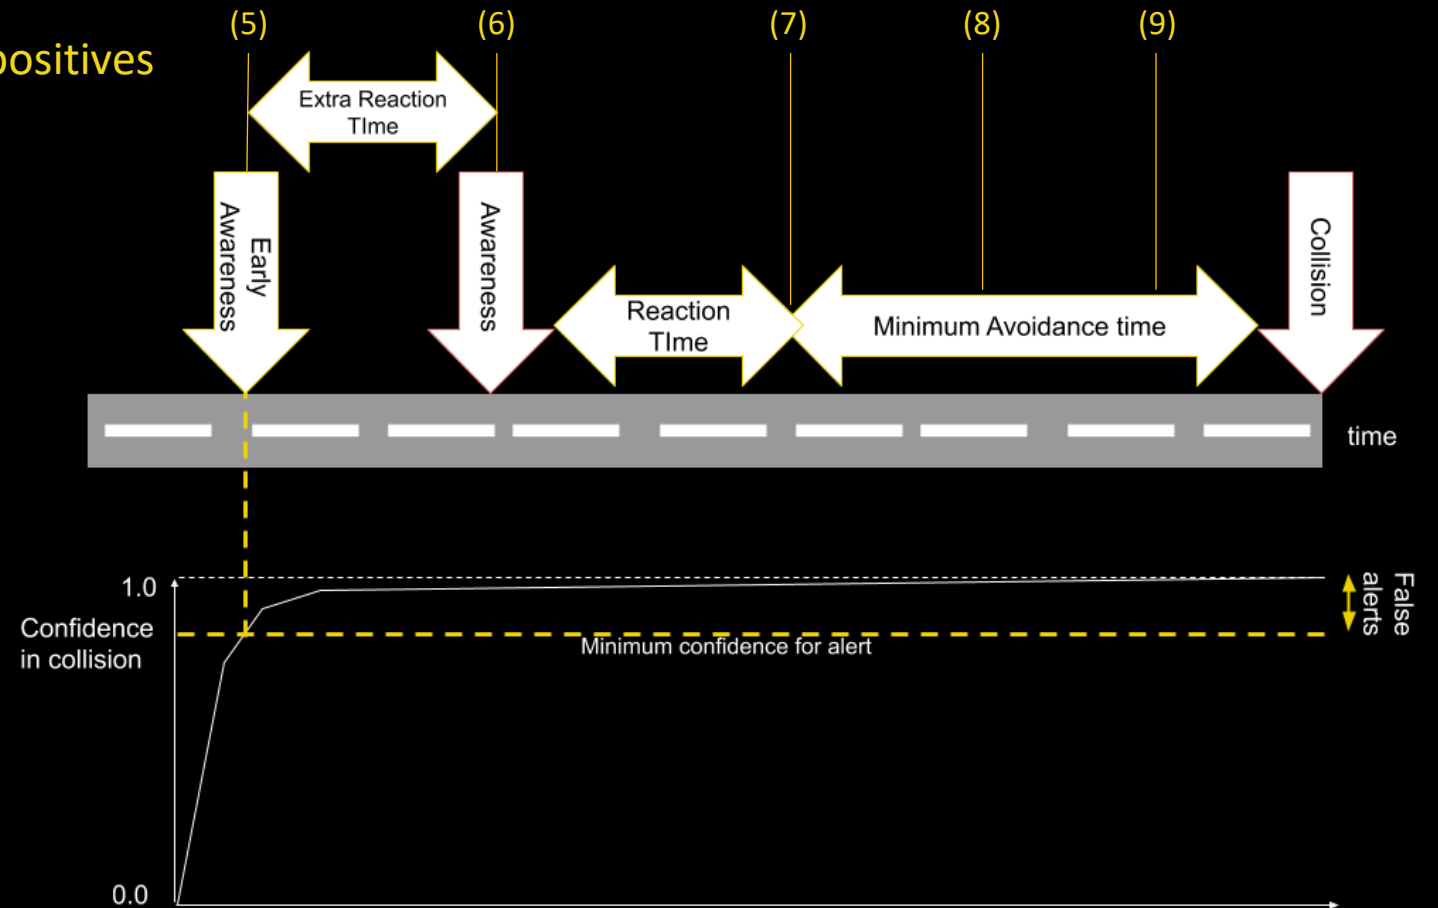 (5)
(6)
(7)
(8)
(9)
positives
Extra Reaction
TIme
Early
Awareness
Awareness
Reaction
TIme
Minimum Avoidance time
Collision
time
1.0
Confidence
in collision
Minimum confidence for alert
False
alerts
0.0